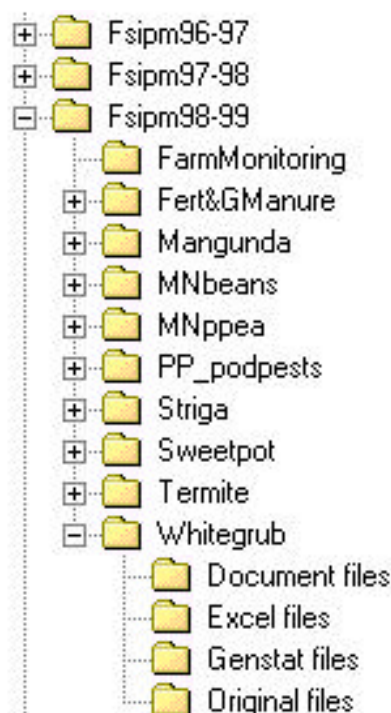 Fsipm96-97
Fsipm97-98
Fsipm98-99
FarmMonitoring
Fert&GManure
Mangunda
MNbeans
MNppea
PP_podpests
Striga
Sweetpot
Termite
Whitegrub
Document files
Excel files
Genstat files
Original files